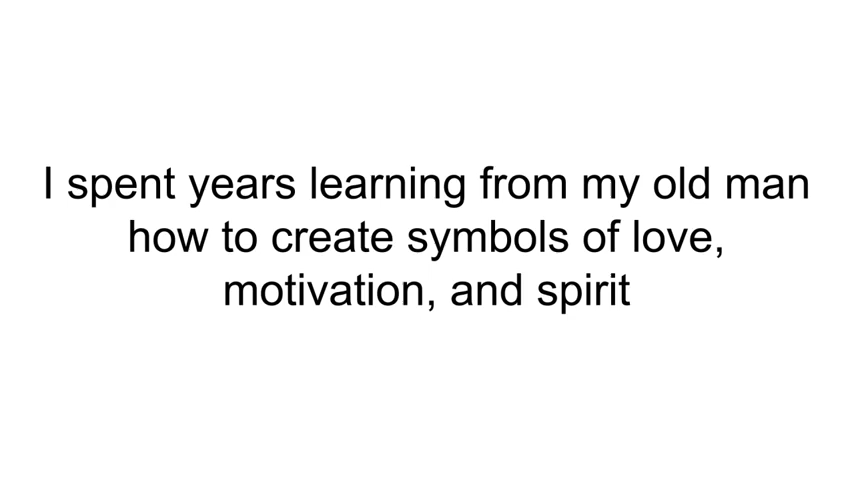 I spent years learning from my old man
how to create symbols of love,
motivation, and spirit